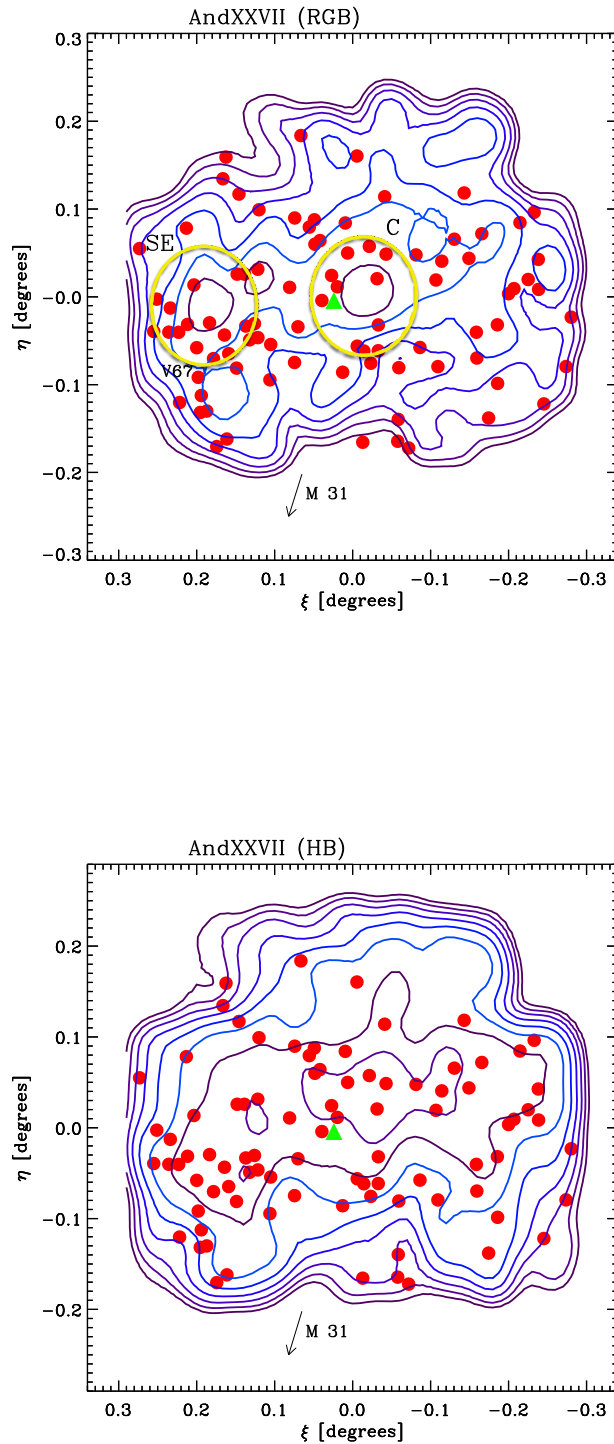 AndXXVII (RGB)
0.3
0.2
0.1
−0.0
−0.1
−0.2
−0.3
η [degrees]
SE
C
V67
M 31
0.3 0.2 0.1 0.0 −0.1 −0.2 −0.3
ξ [degrees]
AndXXVII (HB)
0.2
0.1
0.0
−0.1
−0.2
η [degrees]
M 31
0.3 0.2 0.1 0.0 −0.1 −0.2 −0.3
ξ [degrees]